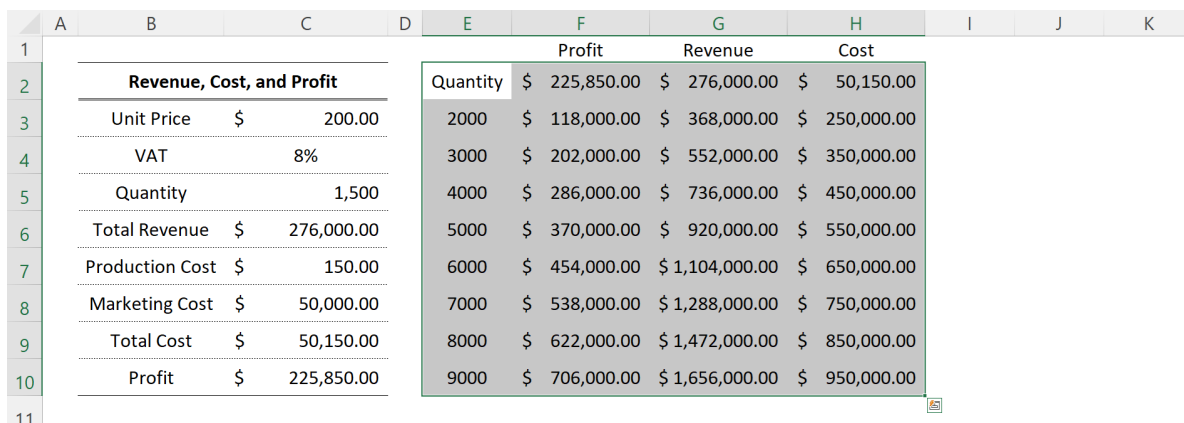 A B C D E F G H I J K
1 Profit Revenue Cost
2 Revenue, Cost, and Profit Quantity $ 225,850.00 $ 276,000.00 $ 50,150.00
3 Unit Price $ 200.00 2000 $ 118,000.00 $ 368,000.00 $ 250,000.00
4 VAT 8% 3000 $ 202,000.00 $ 552,000.00 $ 350,000.00
5 Quantity 1,500 4000 $ 286,000.00 $ 736,000.00 $ 450,000.00
6 Total Revenue $ 276,000.00 5000 $ 370,000.00 $ 920,000.00 $ 550,000.00
7 Production Cost $ 150.00 6000 $ 454,000.00 $ 1,104,000.00 $ 650,000.00
8 Marketing Cost $ 50,000.00 7000 $ 538,000.00 $ 1,288,000.00 $ 750,000.00
9 Total Cost $ 50,150.00 8000 $ 622,000.00 $ 1,472,000.00 $ 850,000.00
10 Profit $ 225,850.00 9000 $ 706,000.00 $ 1,656,000.00 $ 950,000.00
11